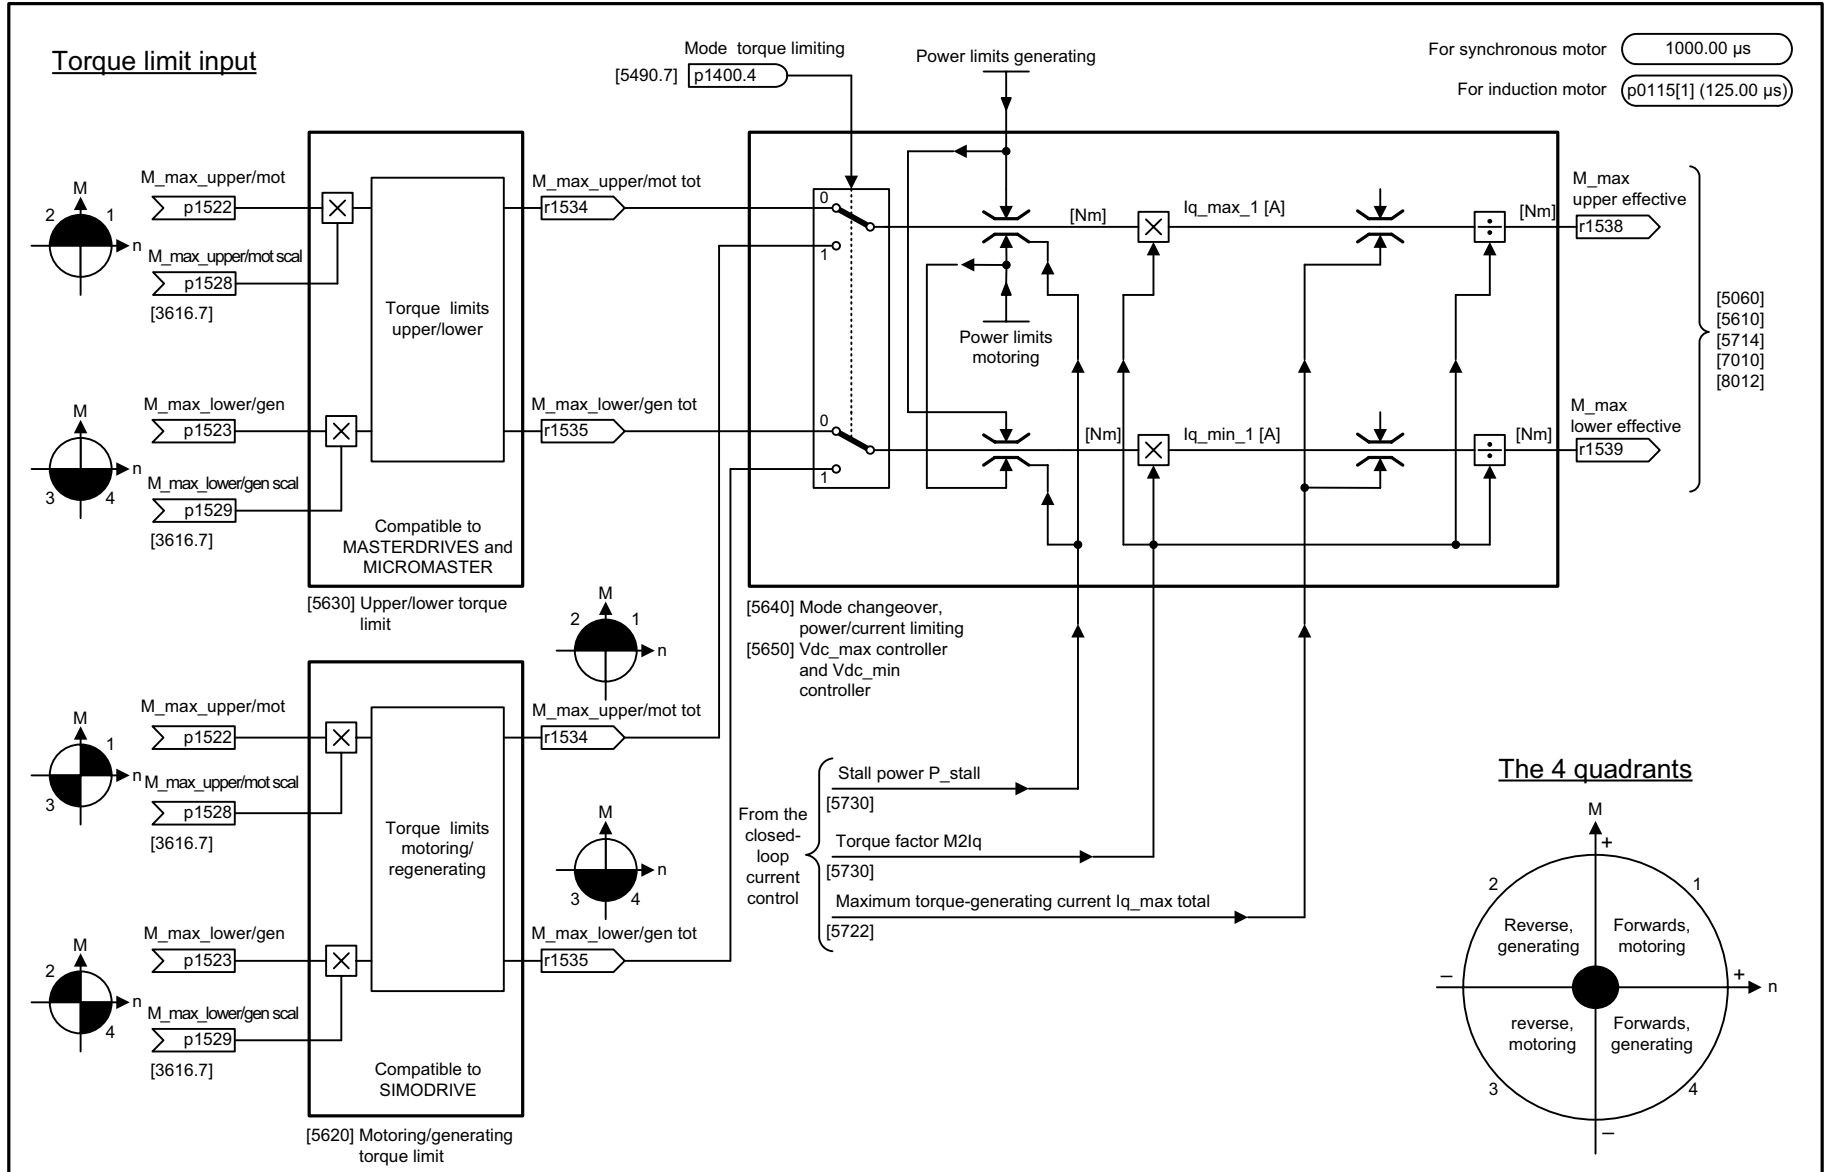 Torque limit input
Mode torque limiting
[5490.7] p1400.4
Power limits generating
For synchronous motor 1000.00 µs
For induction motor p0115[1] (125.00 µs)
M
2 1
n
M_max_upper/mot
p1522
M_max_upper/mot scal
p1528
[3616.7]
M
n
3 4
M_max_lower/gen
p1523
M_max_lower/gen scal
p1529
[3616.7]
Torque limits
upper/lower
Compatible to
MASTERDRIVES and
MICROMASTER
[5630] Upper/lower torque
limit
M_max_upper/mot tot
r1534
M_max_lower/gen tot
r1535
0
1
0
1
Power limits
motoring
[Nm]
Iq_max_1 [A]
[Nm]
[Nm]
Iq_min_1 [A]
[Nm]
M_max
upper effective
r1538
M_max
lower effective
r1539
[5060]
[5610]
[5714]
[7010]
[8012]
[5640] Mode changeover,
power/current limiting
[5650] Vdc_max controller
and Vdc_min
controller
M
2 1
n
M
1
n
3
M_max_upper/mot
p1522
M_max_upper/mot scal
p1528
[3616.7]
M
2
n
4
M_max_lower/gen
p1523
M_max_lower/gen scal
p1529
[3616.7]
Torque limits
motoring/
regenerating
Compatible to
SIMODRIVE
[5620] Motoring/generating
torque limit
M_max_upper/mot tot
r1534
M
n
3 4
M_max_lower/gen tot
r1535
From the
closed-
loop
current
control
Stall power P_stall
[5730]
Torque factor M2Iq
[5730]
Maximum torque-generating current Iq_max total
[5722]
The 4 quadrants
M
+
2 1
Reverse,
generating
Forwards,
motoring
– + n
reverse,
motoring
Forwards,
generating
3 4
–